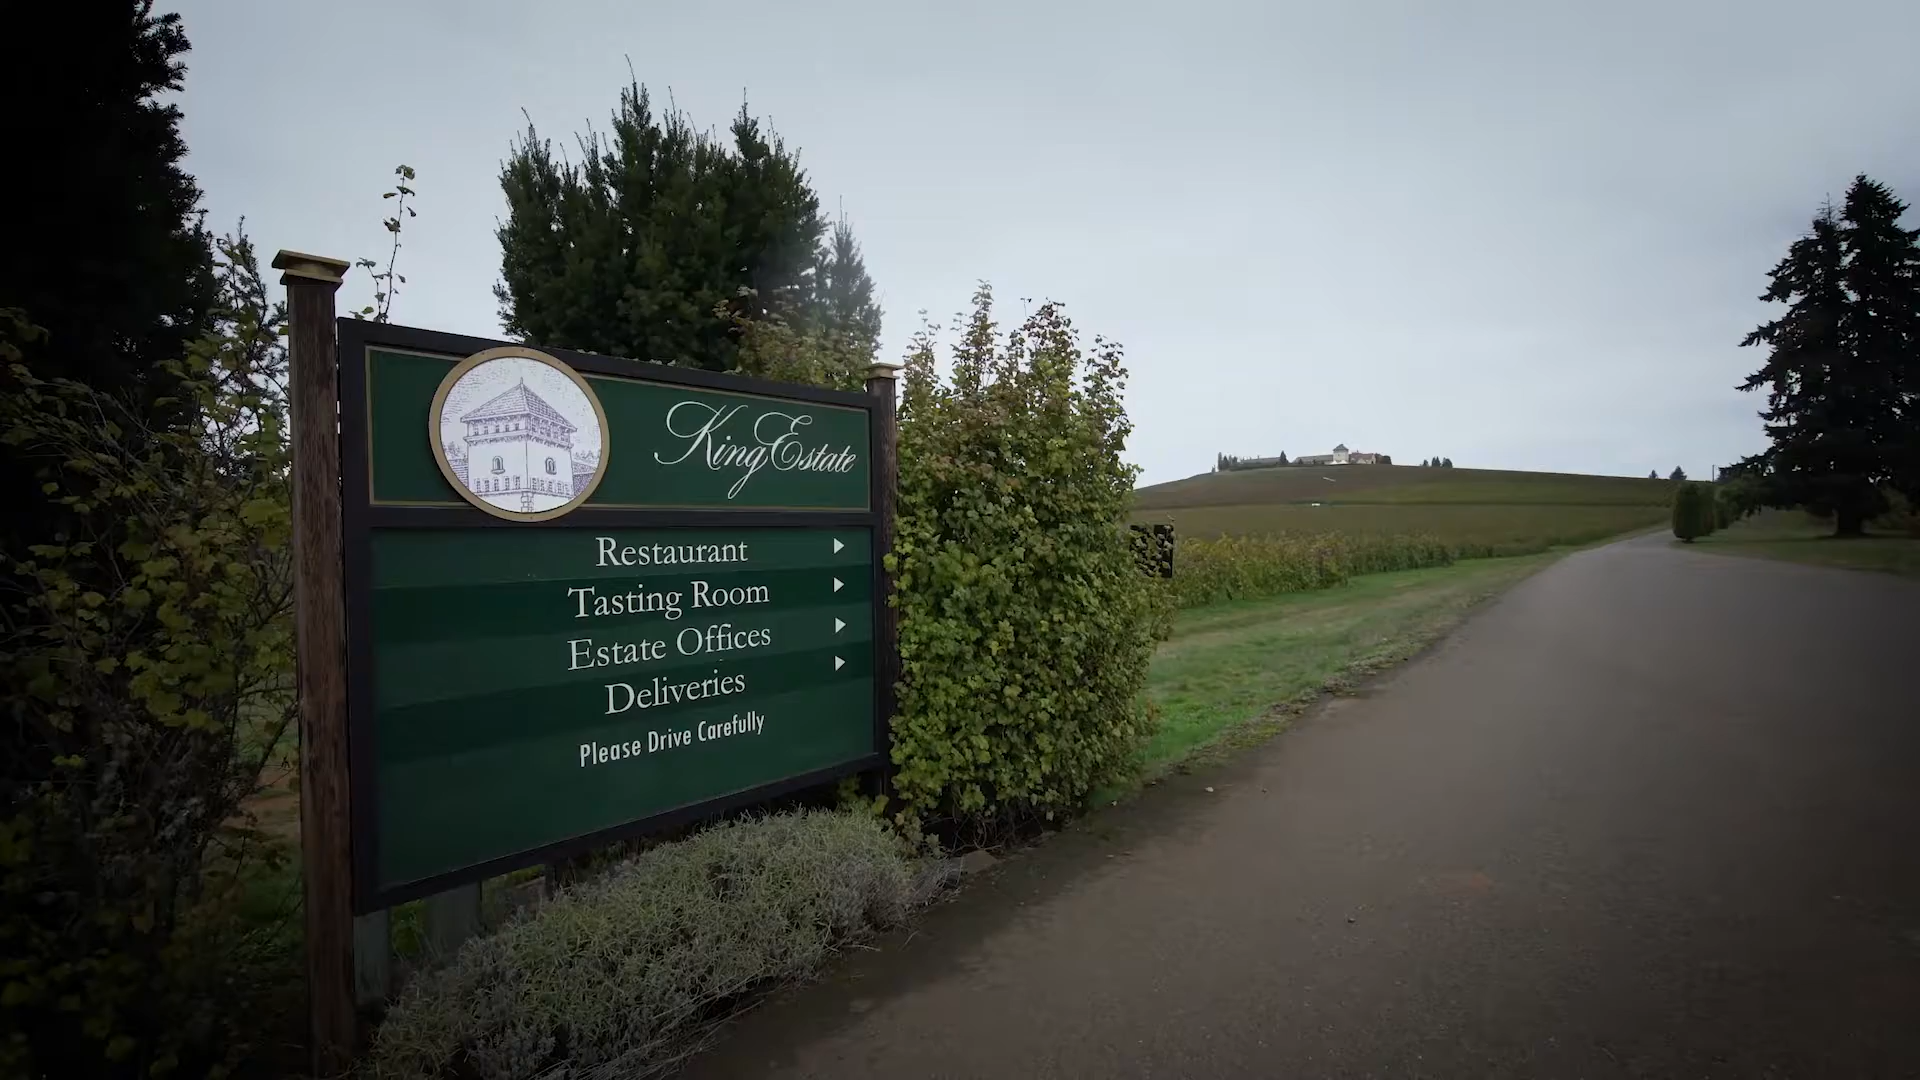 King Estate
Restaurant
Tasting Room
Estate Offices
Deliveries
Please Drive Carefully